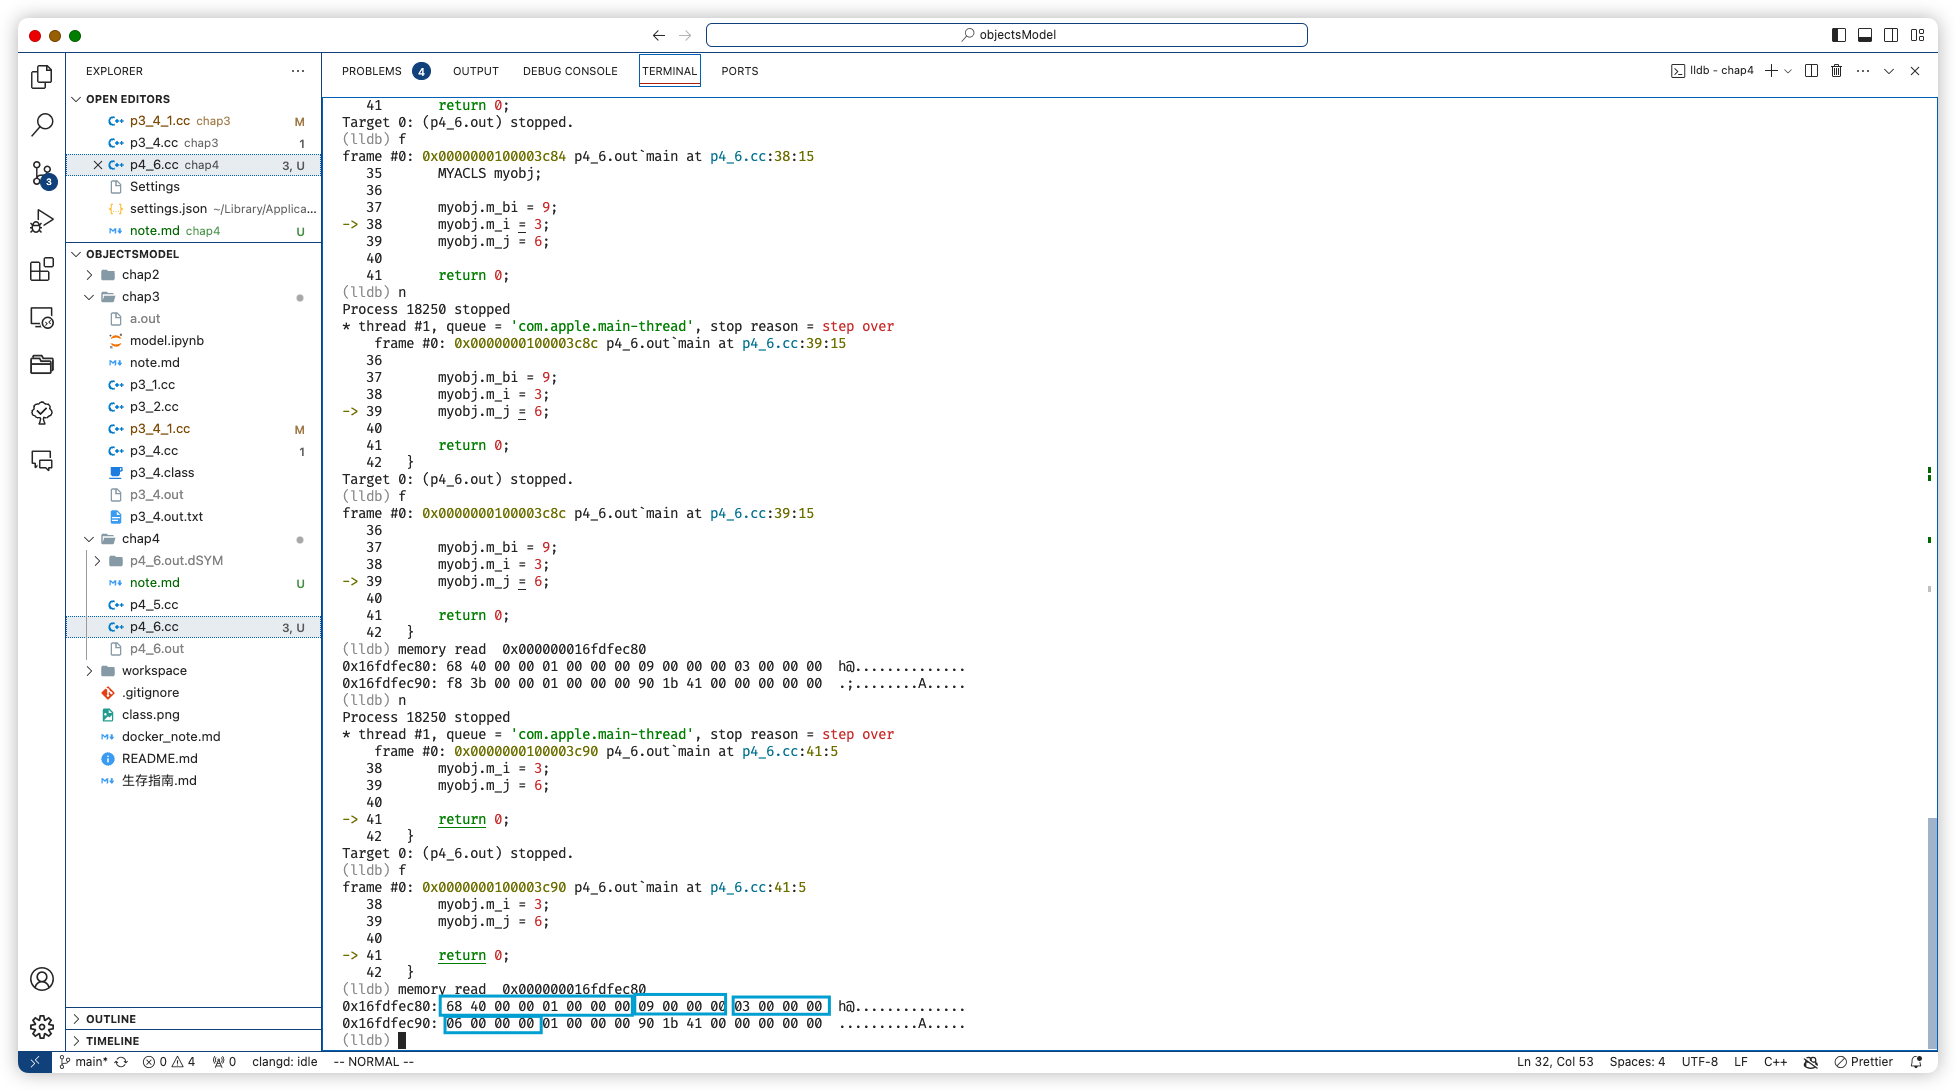 objectsModel
EXPLORER
OPEN EDITORS
p3_4_1.cc chap3 M
p3_4.cc chap3 1
p4_6.cc chap4 3, U
Settings
settings.json ~/Library/Applica...
note.md chap4 U
OBJECTSMODEL
chap2
chap3
a.out
model.ipynb
note.md
p3_1.cc
p3_2.cc
p3_4_1.cc M
p3_4.cc 1
p3_4.class
p3_4.out
p3_4.out.txt
chap4
p4_6.out.dSYM
note.md U
p4_5.cc
p4_6.cc 3, U
p4_6.out
workspace
.gitignore
class.png
docker_note.md
README.md
生存指南.md
OUTLINE
TIMELINE
3
PROBLEMS 4 OUTPUT DEBUG CONSOLE TERMINAL PORTS
lldb - chap4
41 return 0;
Target 0: (p4_6.out) stopped.
(lldb) f
frame #0: 0x0000000100003c84 p4_6.out`main at p4_6.cc:38:15
35 MYACLS myobj;
36
37 myobj.m_bi = 9;
-> 38 myobj.m_i = 3;
39 myobj.m_j = 6;
40
41 return 0;
(lldb) n
Process 18250 stopped
* thread #1, queue = 'com.apple.main-thread', stop reason = step over
frame #0: 0x0000000100003c8c p4_6.out`main at p4_6.cc:39:15
36
37 myobj.m_bi = 9;
38 myobj.m_i = 3;
-> 39 myobj.m_j = 6;
40
41 return 0;
42 }
Target 0: (p4_6.out) stopped.
(lldb) f
frame #0: 0x0000000100003c8c p4_6.out`main at p4_6.cc:39:15
36
37 myobj.m_bi = 9;
38 myobj.m_i = 3;
-> 39 myobj.m_j = 6;
40
41 return 0;
42 }
(lldb) memory read  0x000000016fdfec80
0x16fdfec80: 68 40 00 00 01 00 00 00 09 00 00 00 03 00 00 00  h@..............
0x16fdfec90: f8 3b 00 00 01 00 00 00 90 1b 41 00 00 00 00 00  .;........A.....
(lldb) n
Process 18250 stopped
* thread #1, queue = 'com.apple.main-thread', stop reason = step over
frame #0: 0x0000000100003c90 p4_6.out`main at p4_6.cc:41:5
38 myobj.m_i = 3;
39 myobj.m_j = 6;
40
-> 41 return 0;
42 }
Target 0: (p4_6.out) stopped.
(lldb) f
frame #0: 0x0000000100003c90 p4_6.out`main at p4_6.cc:41:5
38 myobj.m_i = 3;
39 myobj.m_j = 6;
40
-> 41 return 0;
42 }
(lldb) memory read  0x000000016fdfec80
0x16fdfec80: 68 40 00 00 01 00 00 00 09 00 00 00 03 00 00 00  h@..............
0x16fdfec90: 06 00 00 00 01 00 00 00 90 1b 41 00 00 00 00 00  ..........A.....
(lldb)
main* 0 4 0 clangd: idle -- NORMAL -- Ln 32, Col 53 Spaces: 4 UTF-8 LF C++ Prettier